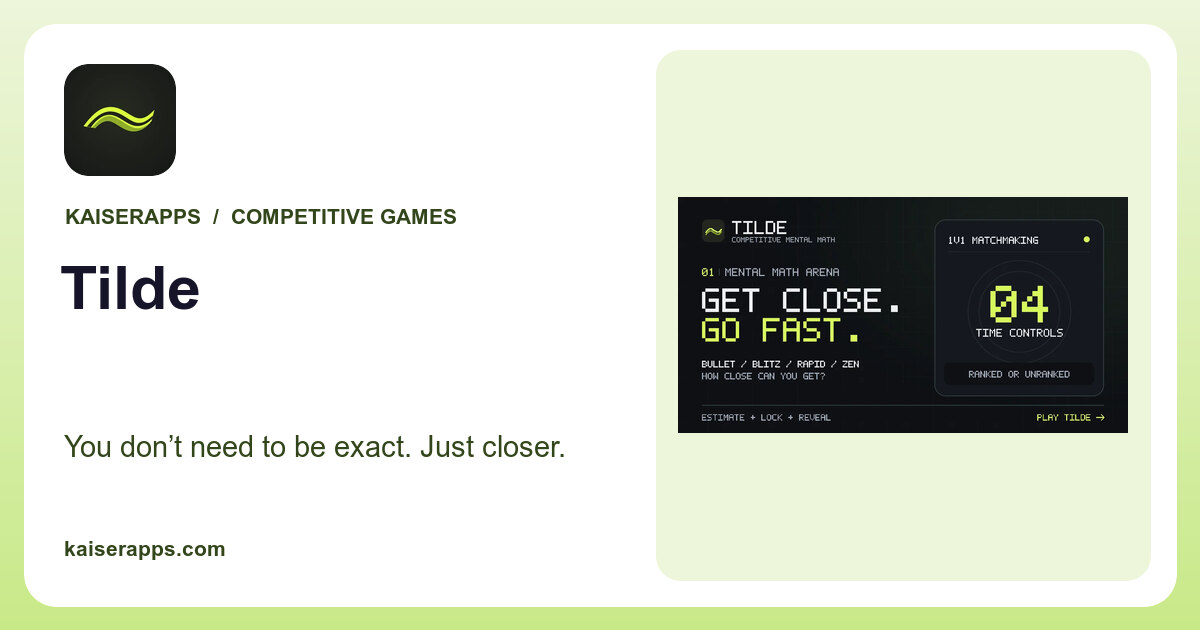 KAISERAPPS / COMPETITIVE GAMES
Tilde
You don’t need to be exact. Just closer.
kaiserapps.com
TILDE
COMPETITIVE MENTAL MATH
01 | MENTAL MATH ARENA
GET CLOSE.
GO FAST.
BULLET / BLITZ / RAPID / ZEN
HOW CLOSE CAN YOU GET?
ESTIMATE + LOCK + REVEAL
1V1 MATCHMAKING
04
TIME CONTROLS
RANKED OR UNRANKED
PLAY TILDE →